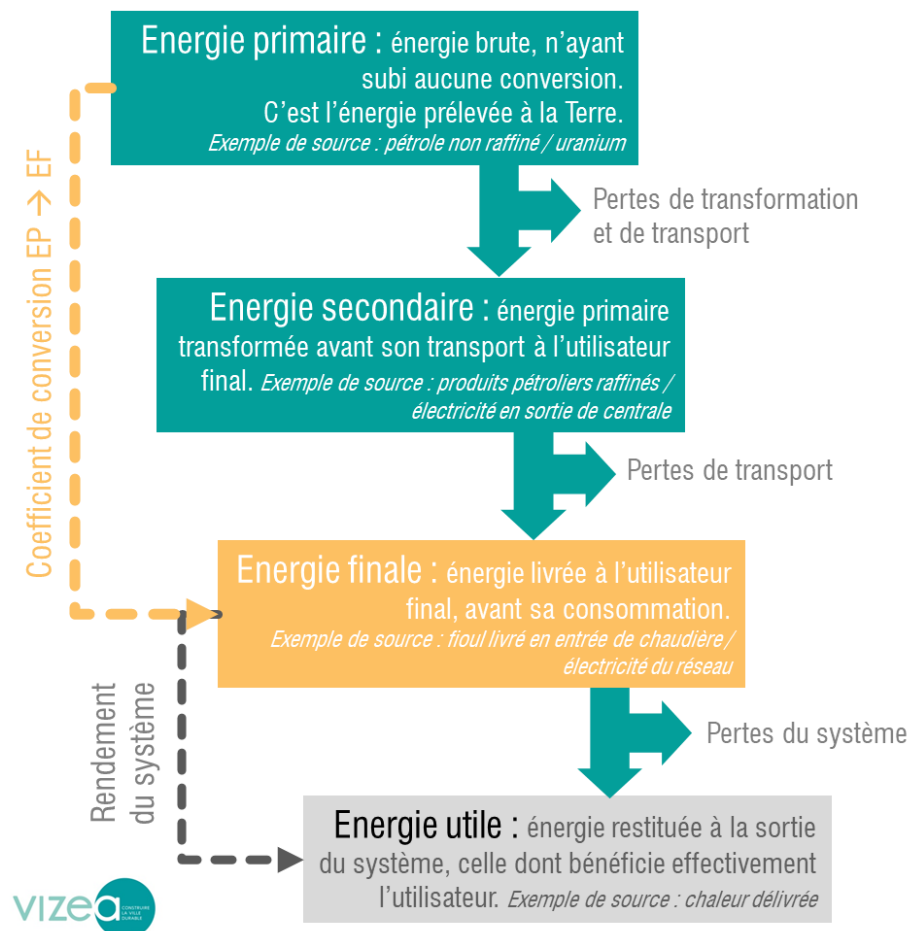 Energie primaire : énergie brute, n’ayant
subi aucune conversion.
C’est l’énergie prélevée à la Terre.
Exemple de source : pétrole non raffiné / uranium
Coefficient de conversion EP → EF
Pertes de transformation
et de transport
Energie secondaire : énergie primaire
transformée avant son transport à l’utilisateur
final. Exemple de source : produits pétroliers raffinés /
électricité en sortie de centrale
Pertes de transport
Energie finale : énergie livrée à l’utilisateur
final, avant sa consommation.
Exemple de source : fioul livré en entrée de chaudière /
électricité du réseau
Rendement
du système
Pertes du système
Energie utile : énergie restituée à la sortie
du système, celle dont bénéficie effectivement
l’utilisateur. Exemple de source : chaleur délivrée
vizea
CONSTRUIRE
LA VILLE
DURABLE